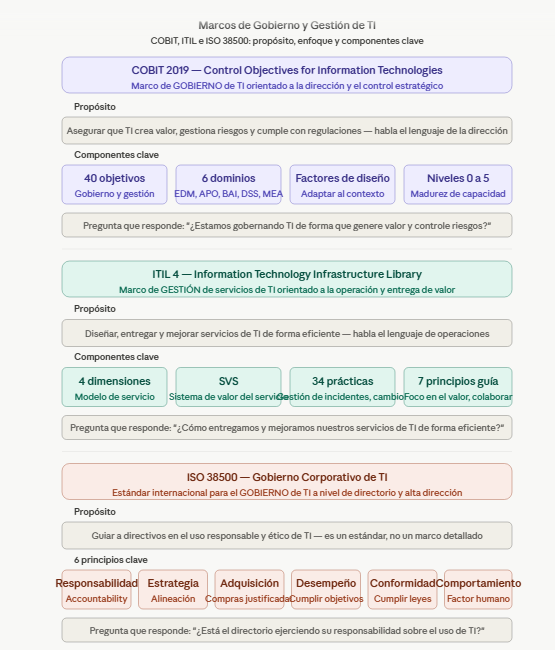 Marcos de Gobierno y Gestión de TI
COBIT, ITIL e ISO 38500: propósito, enfoque y componentes clave
COBIT 2019 — Control Objectives for Information Technologies
Marco de GOBIERNO de TI orientado a la dirección y el control estratégico
Propósito
Asegurar que TI crea valor, gestiona riesgos y cumple con regulaciones — habla el lenguaje de la dirección
Componentes clave
40 objetivos 6 dominios Factores de diseño Niveles 0 a 5
Gobierno y gestión EDM, APO, BAI, DSS, MEA Adaptar al contexto Madurez de capacidad
Pregunta que responde: "¿Estamos gobernando TI de forma que genere valor y controle riesgos?"
ITIL 4 — Information Technology Infrastructure Library
Marco de GESTIÓN de servicios de TI orientado a la operación y entrega de valor
Propósito
Diseñar, entregar y mejorar servicios de TI de forma eficiente — habla el lenguaje de operaciones
Componentes clave
4 dimensiones SVS 34 prácticas 7 principios guía
Modelo de servicio Sistema de valor del servicio Gestión de incidentes, cambio Foco en el valor, colaborar
Pregunta que responde: "¿Cómo entregamos y mejoramos nuestros servicios de TI de forma eficiente?"
ISO 38500 — Gobierno Corporativo de TI
Estándar internacional para el GOBIERNO de TI a nivel de directorio y alta dirección
Propósito
Guiar a directivos en el uso responsable y ético de TI — es un estándar, no un marco detallado
6 principios clave
Responsabilidad Estrategia Adquisición Desempeño Conformidad Comportamiento
Accountability Alineación Compras justificadas Cumplir objetivos Cumplir leyes Factor humano
Pregunta que responde: "¿Está el directorio ejerciendo su responsabilidad sobre el uso de TI?"